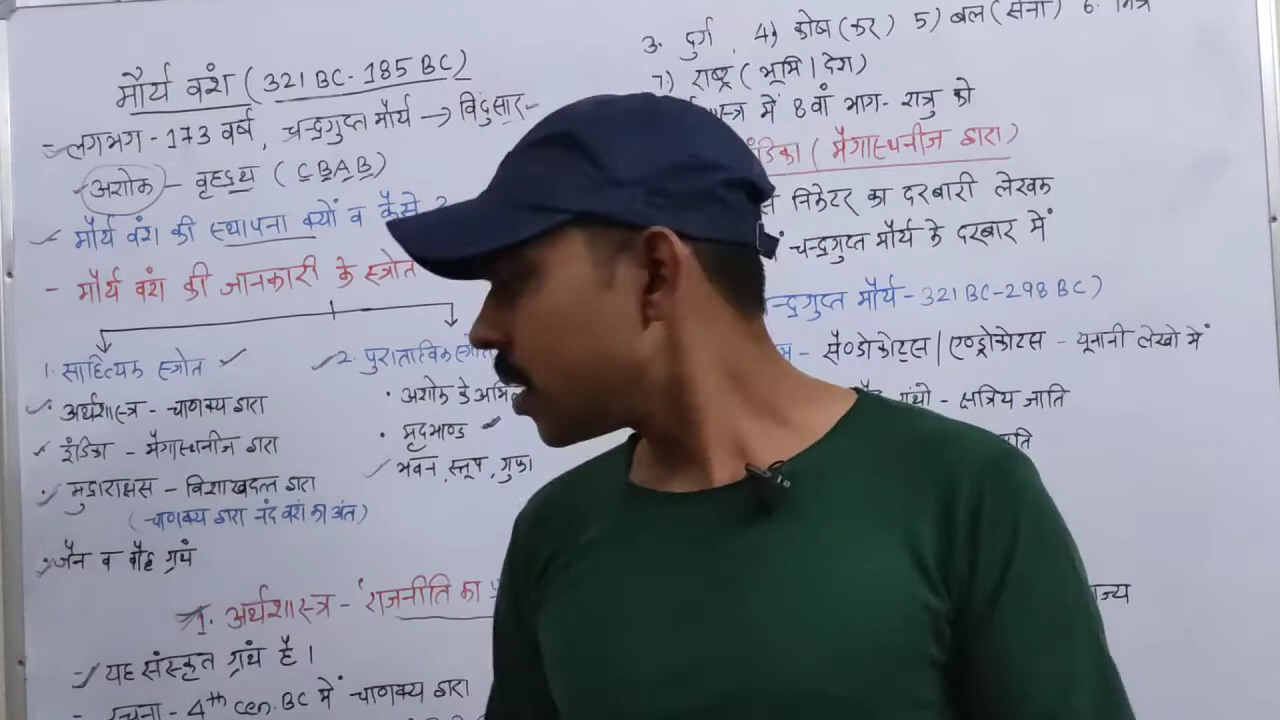 मौर्य वंश ( 321 BC - 185 BC )
- लगभग - 173 वर्ष , चन्द्रगुप्त मौर्य → बिंदुसार -
अशोक - वृहद्रथ ( CBAB )
मौर्य वंश की स्थापना क्यों व कैसे ?
- मौर्य वंश की जानकारी के स्त्रोत
1. साहित्यिक स्त्रोत
• अर्थशास्त्र - चाणक्य द्वारा
• इंडिका - मैगास्थनीज द्वारा
• मुद्राराक्षस - विशाखदत्त द्वारा
( चाणक्य द्वारा नंद वंश का अंत )
• जैन व बौद्ध ग्रंथ
2. पुरातात्विक स्त्रोत
• अशोक के अभि
• मृदभाण्ड
भवन, स्तूप, गुफा
1. अर्थशास्त्र - 'राजनीति का
- यह संस्कृत ग्रंथ है।
- रचना - 4th cen. BC में चाणक्य द्वारा
3. दुर्ग , 4) कोष (कर) 5) बल (सेना) 6. मित्र
7) राष्ट्र ( भूमि । देश )
स्त्र में 8वां भाग - शत्रु को
इंडिका ( मैगास्थनीज द्वारा )
निकेटर का दरबारी लेखक
चन्द्रगुप्त मौर्य के दरबार में
न्द्रगुप्त मौर्य - 321 BC - 298 BC )
- सैण्डोकोट्स | एण्ड्रोकोटस - यूनानी लेखो में
ग्रंथो - क्षत्रिय जाति
ाति
ाज्य